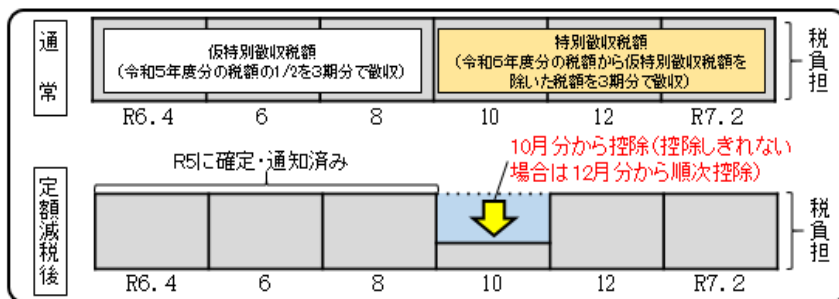 通常
仮特別徴収税額
(令和5年度分の税額の1/2を3期分で徴収)
特別徴収税額
(令和6年度分の税額から仮特別徴収税額を
除いた税額を3期分で徴収)
税負担
R6.4 6 8 10 12 R7.2
R5に確定・通知済み
10月分から控除(控除しきれない
場合は12月分から順次控除)
定額減税後
税負担
R6.4 6 8 10 12 R7.2